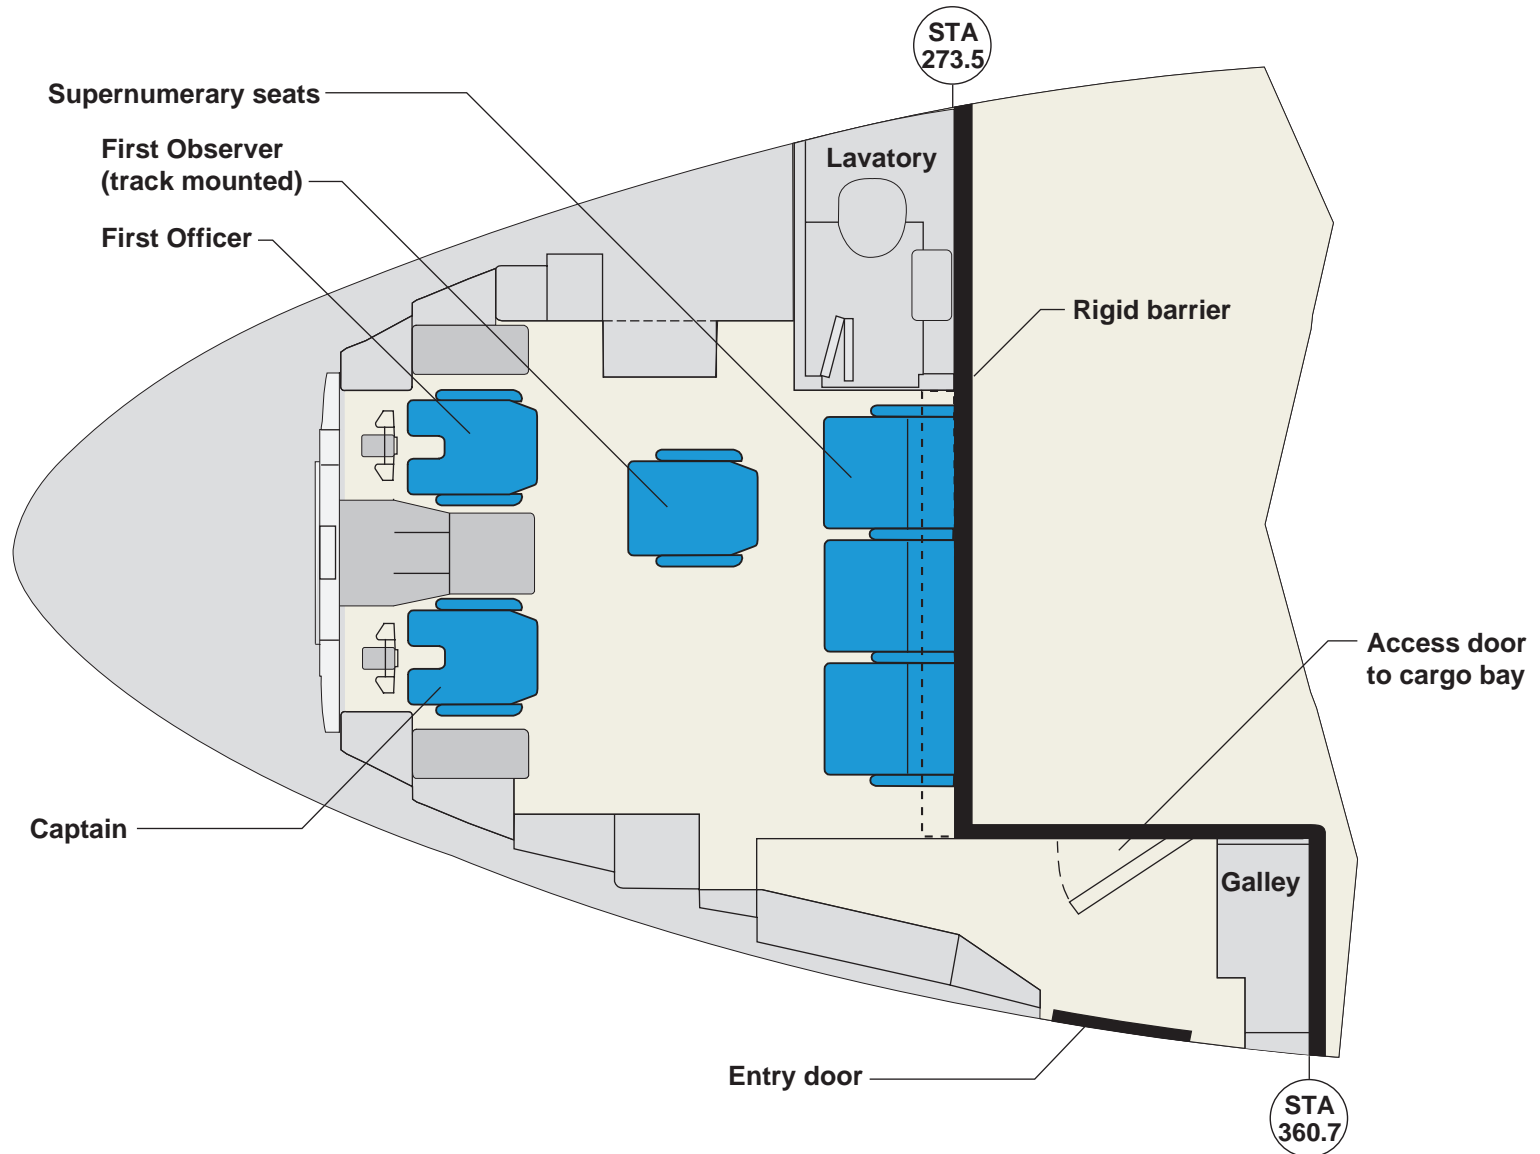 STA
273.5
Supernumerary seats
First Observer
(track mounted)
First Officer
Lavatory
Rigid barrier
Access door
to cargo bay
Captain
Galley
Entry door
STA
360.7